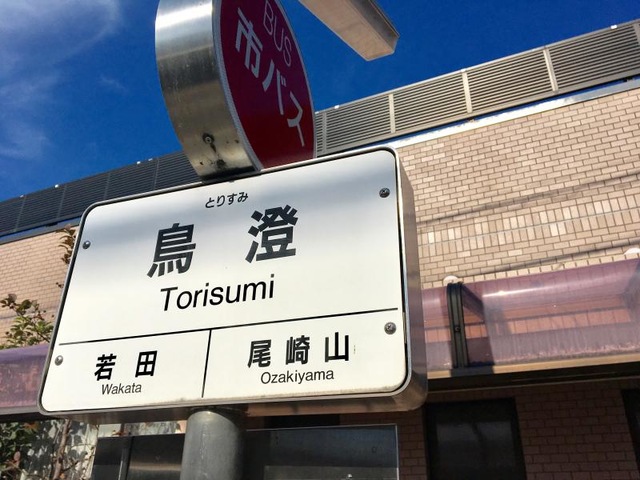 BUS
市バス
とりすみ
鳥澄
Torisumi
若田
Wakata
尾崎山
Ozakiyama